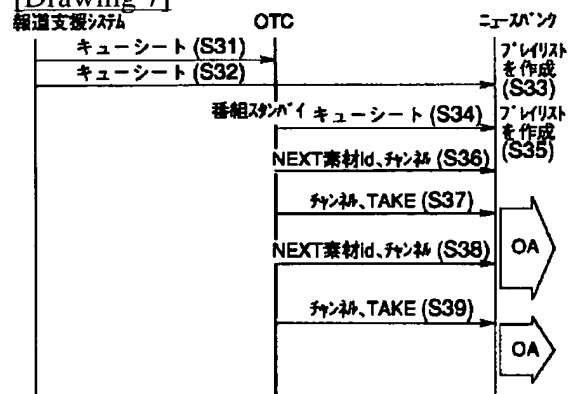 [Drawing 7]
報道支援ｼｽﾃﾑ OTC ﾆｭｰｽﾊﾞﾝｸ
キューシート (S31) ﾌﾟﾚｲﾘｽﾄ
を作成
キューシート (S32)
(S33)
番組ｽﾀﾝﾊﾞｲ キューシート (S34) ﾌﾟﾚｲﾘｽﾄ
を作成
(S35)
NEXT素材Id、ﾁｬﾝﾈﾙ (S36)
ﾁｬﾝﾈﾙ、TAKE (S37)
NEXT素材Id、ﾁｬﾝﾈﾙ (S38) OA
ﾁｬﾝﾈﾙ、TAKE (S39)
OA